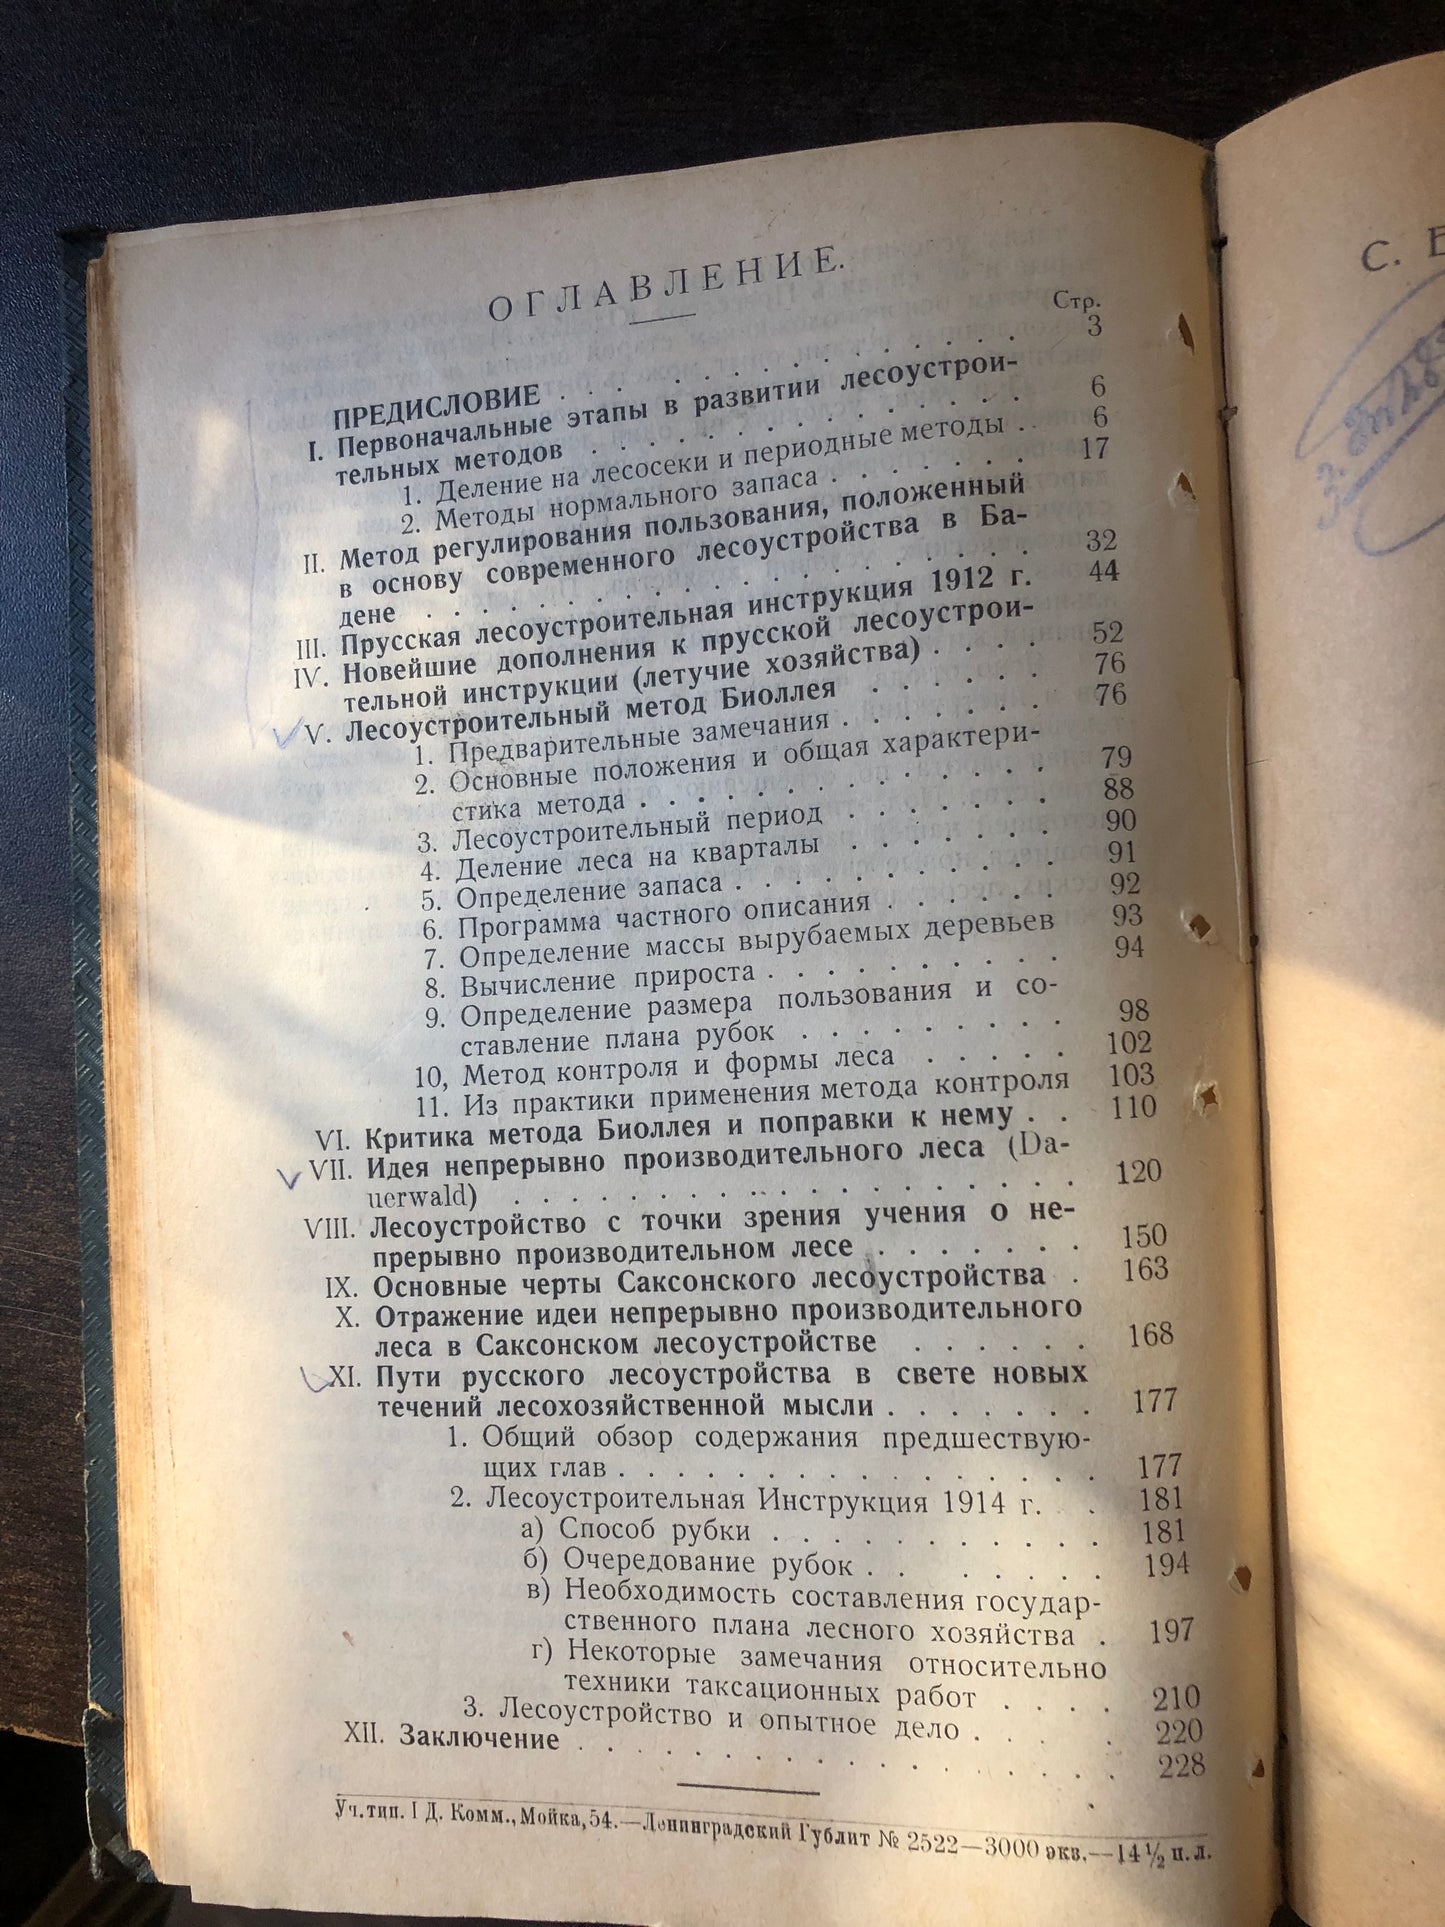 ОГЛАВЛЕНИЕ.
Стр.
ПРЕДИСЛОВИЕ . . . . . . . . . . . . . 3
I. Первоначальные этапы в развитии лесоустрои-
тельных методов . . . . . . . . . . . . 6
1. Деление на лесосеки и периодные методы . . 6
2. Методы нормального запаса . . . . . . . 17
II. Метод регулирования пользования, положенный
в основу современного лесоустройства в Ба-
дене . . . . . . . . . . . . . . . . 32
III. Прусская лесоустроительная инструкция 1912 г. 44
IV. Новейшие дополнения к прусской лесоустрои-
тельной инструкции (летучие хозяйства) . . . . 52
V. Лесоустроительный метод Биоллея . . . . . . 76
1. Предварительные замечания . . . . . . . 76
2. Основные положения и общая характери-
стика метода . . . . . . . . . . . . . 79
3. Лесоустроительный период . . . . . . . 88
4. Деление леса на кварталы . . . . . . . 90
5. Определение запаса . . . . . . . . . . 91
6. Программа частного описания . . . . . . 92
7. Определение массы вырубаемых деревьев 93
8. Вычисление прироста . . . . . . . . . . 94
9. Определение размера пользования и со-
ставление плана рубок . . . . . . . . . 98
10, Метод контроля и формы леса . . . . . 102
11. Из практики применения метода контроля 103
VI. Критика метода Биоллея и поправки к нему . . 110
VII. Идея непрерывно производительного леса (Da-
uerwald) . . . . . . . . . . . . . . . . 120
VIII. Лесоустройство с точки зрения учения о не-
прерывно производительном лесе . . . . . . . 150
IX. Основные черты Саксонского лесоустройства . 163
X. Отражение идеи непрерывно производительного
леса в Саксонском лесоустройстве . . . . . . 168
XI. Пути русского лесоустройства в свете новых
течений лесохозяйственной мысли . . . . . . . 177
1. Общий обзор содержания предшествую-
щих глав . . . . . . . . . . . . . . . 177
2. Лесоустроительная Инструкция 1914 г. . . 181
а) Способ рубки . . . . . . . . . . . 181
б) Очередование рубок . . . . . . . . 194
в) Необходимость составления государ-
ственного плана лесного хозяйства . 197
г) Некоторые замечания относительно
техники таксационных работ . . . . 210
3. Лесоустройство и опытное дело . . . . 220
XII. Заключение . . . . . . . . . . . . . . . 228
Уч. тип. I Д. Комм., Мойка, 54.—Ленинградский Гублит № 2522—3000 экз.—14 ½ п. л.
С.